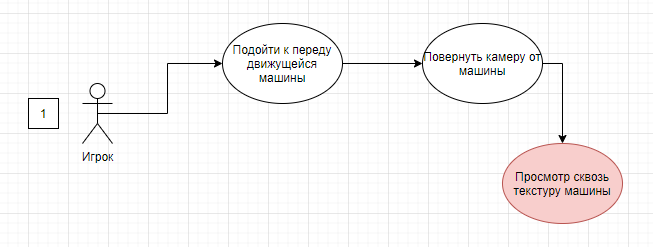 1
Игрок
Подойти к переду
движущейся
машины
Повернуть камеру от
машины
Просмотр сквозь
текстуру машины